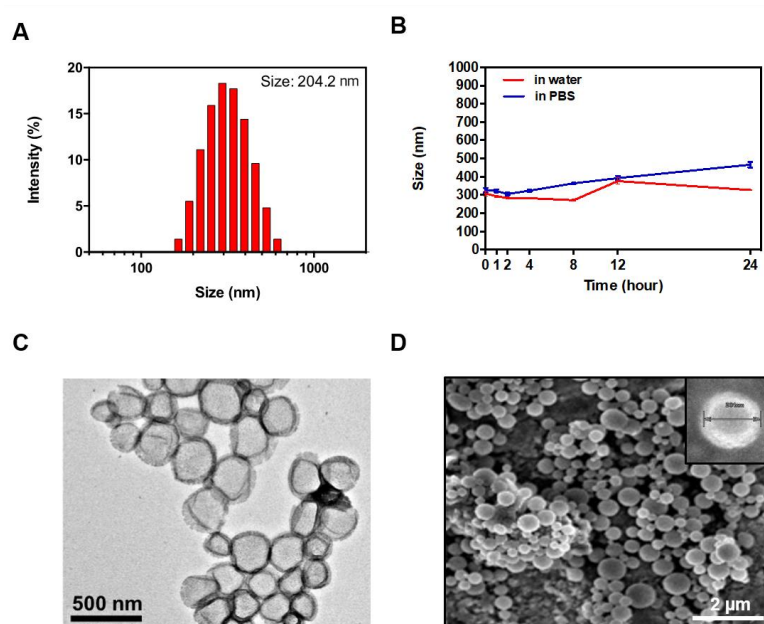 A
20
15
10
5
0
Intensity (%)
Size: 204.2 nm
100
1000
Size (nm)
B
1000
900
800
700
600
500
400
300
200
100
0
Size (nm)
in water
in PBS
0 1 2 4 8 12 24
Time (hour)
C
500 nm
D
2 μm